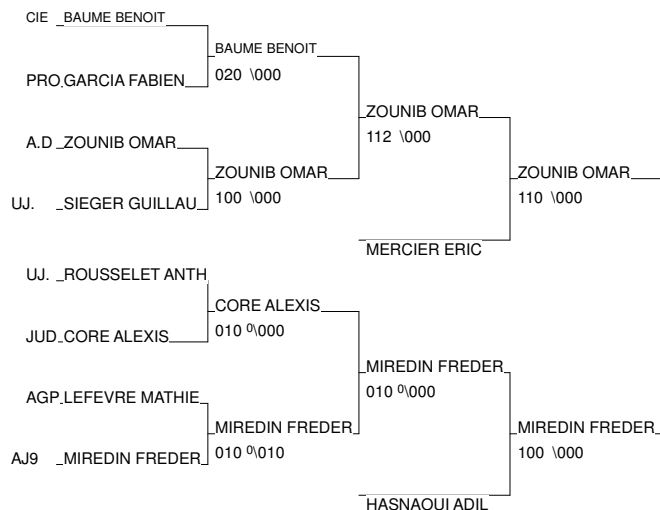 CIE BAUME BENOIT
BAUME BENOIT
020 \000
PRO GARCIA FABIEN
ZOUNIB OMAR
112 \000
A.D ZOUNIB OMAR
ZOUNIB OMAR
100 \000
ZOUNIB OMAR
110 \000
UJ. SIEGER GUILLAU
MERCIER ERIC
UJ. ROUSSELET ANTH
CORE ALEXIS
010 0\000
JUD CORE ALEXIS
MIREDIN FREDER
010 0\000
AGP LEFEVRE MATHIE
MIREDIN FREDER
010 0\010
MIREDIN FREDER
100 \000
AJ9 MIREDIN FREDER
HASNAOUI ADIL